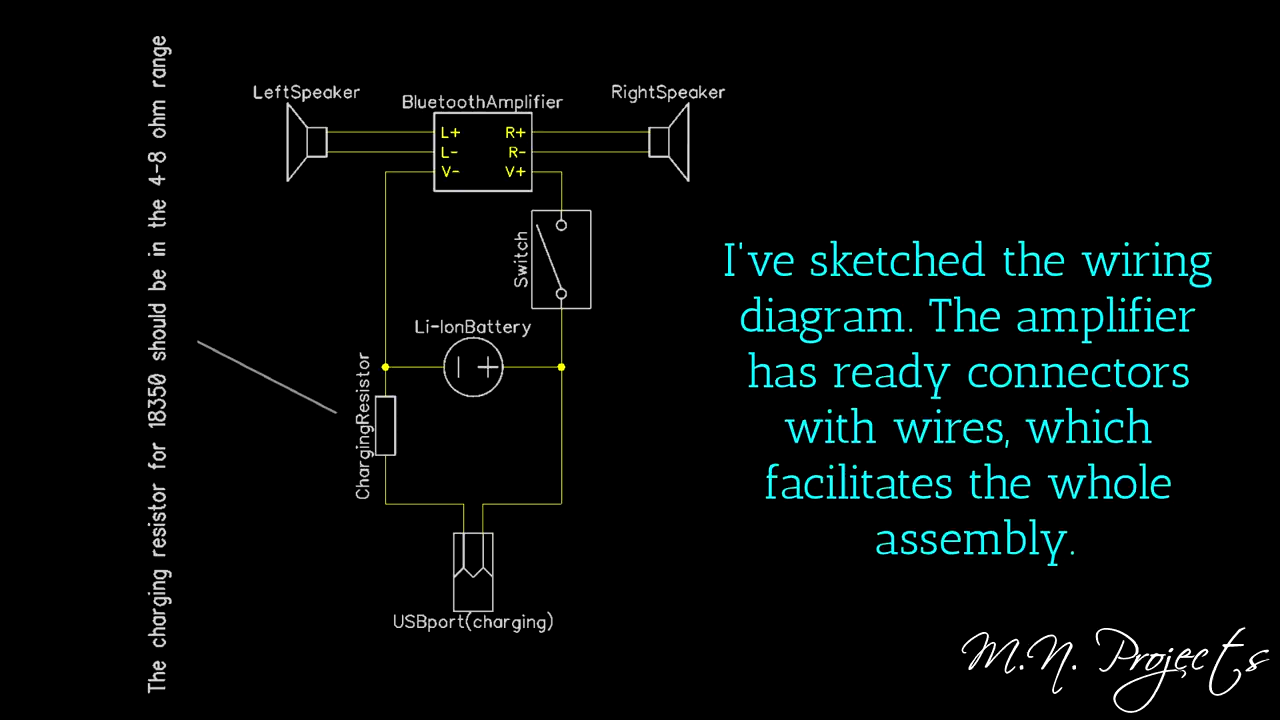 The charging resistor for 18350 should be in the 4-8 ohm range
LeftSpeaker
BluetoothAmplifier
RightSpeaker
L+
R+
L-
R-
V-
V+
Switch
Li-IonBattery
ChargingResistor
USBport(charging)
I've sketched the wiring
diagram. The amplifier
has ready connectors
with wires, which
facilitates the whole
assembly.
M.N. Projects